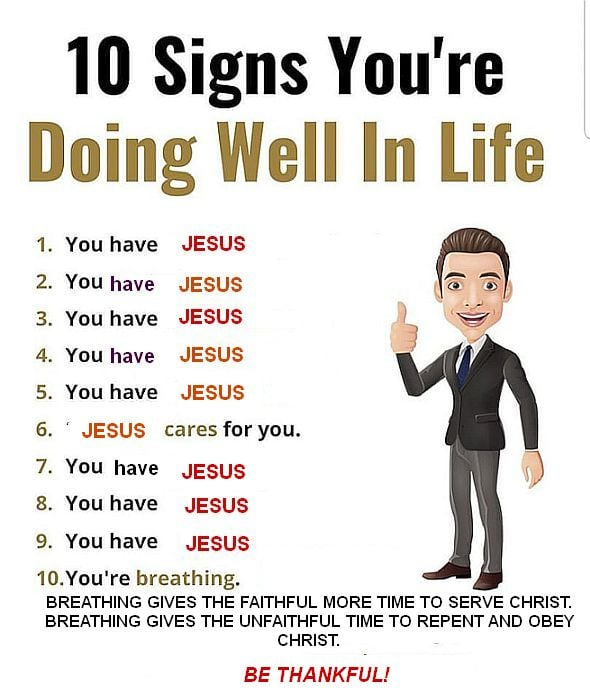 10 Signs You're
Doing Well In Life
1. You have JESUS
2. You have JESUS
3. You have JESUS
4. You have JESUS
5. You have JESUS
6. JESUS cares for you.
7. You have JESUS
8. You have JESUS
9. You have JESUS
10.You're breathing.
BREATHING GIVES THE FAITHFUL MORE TIME TO SERVE CHRIST.
BREATHING GIVES THE UNFAITHFUL TIME TO REPENT AND OBEY
CHRIST.
BE THANKFUL!